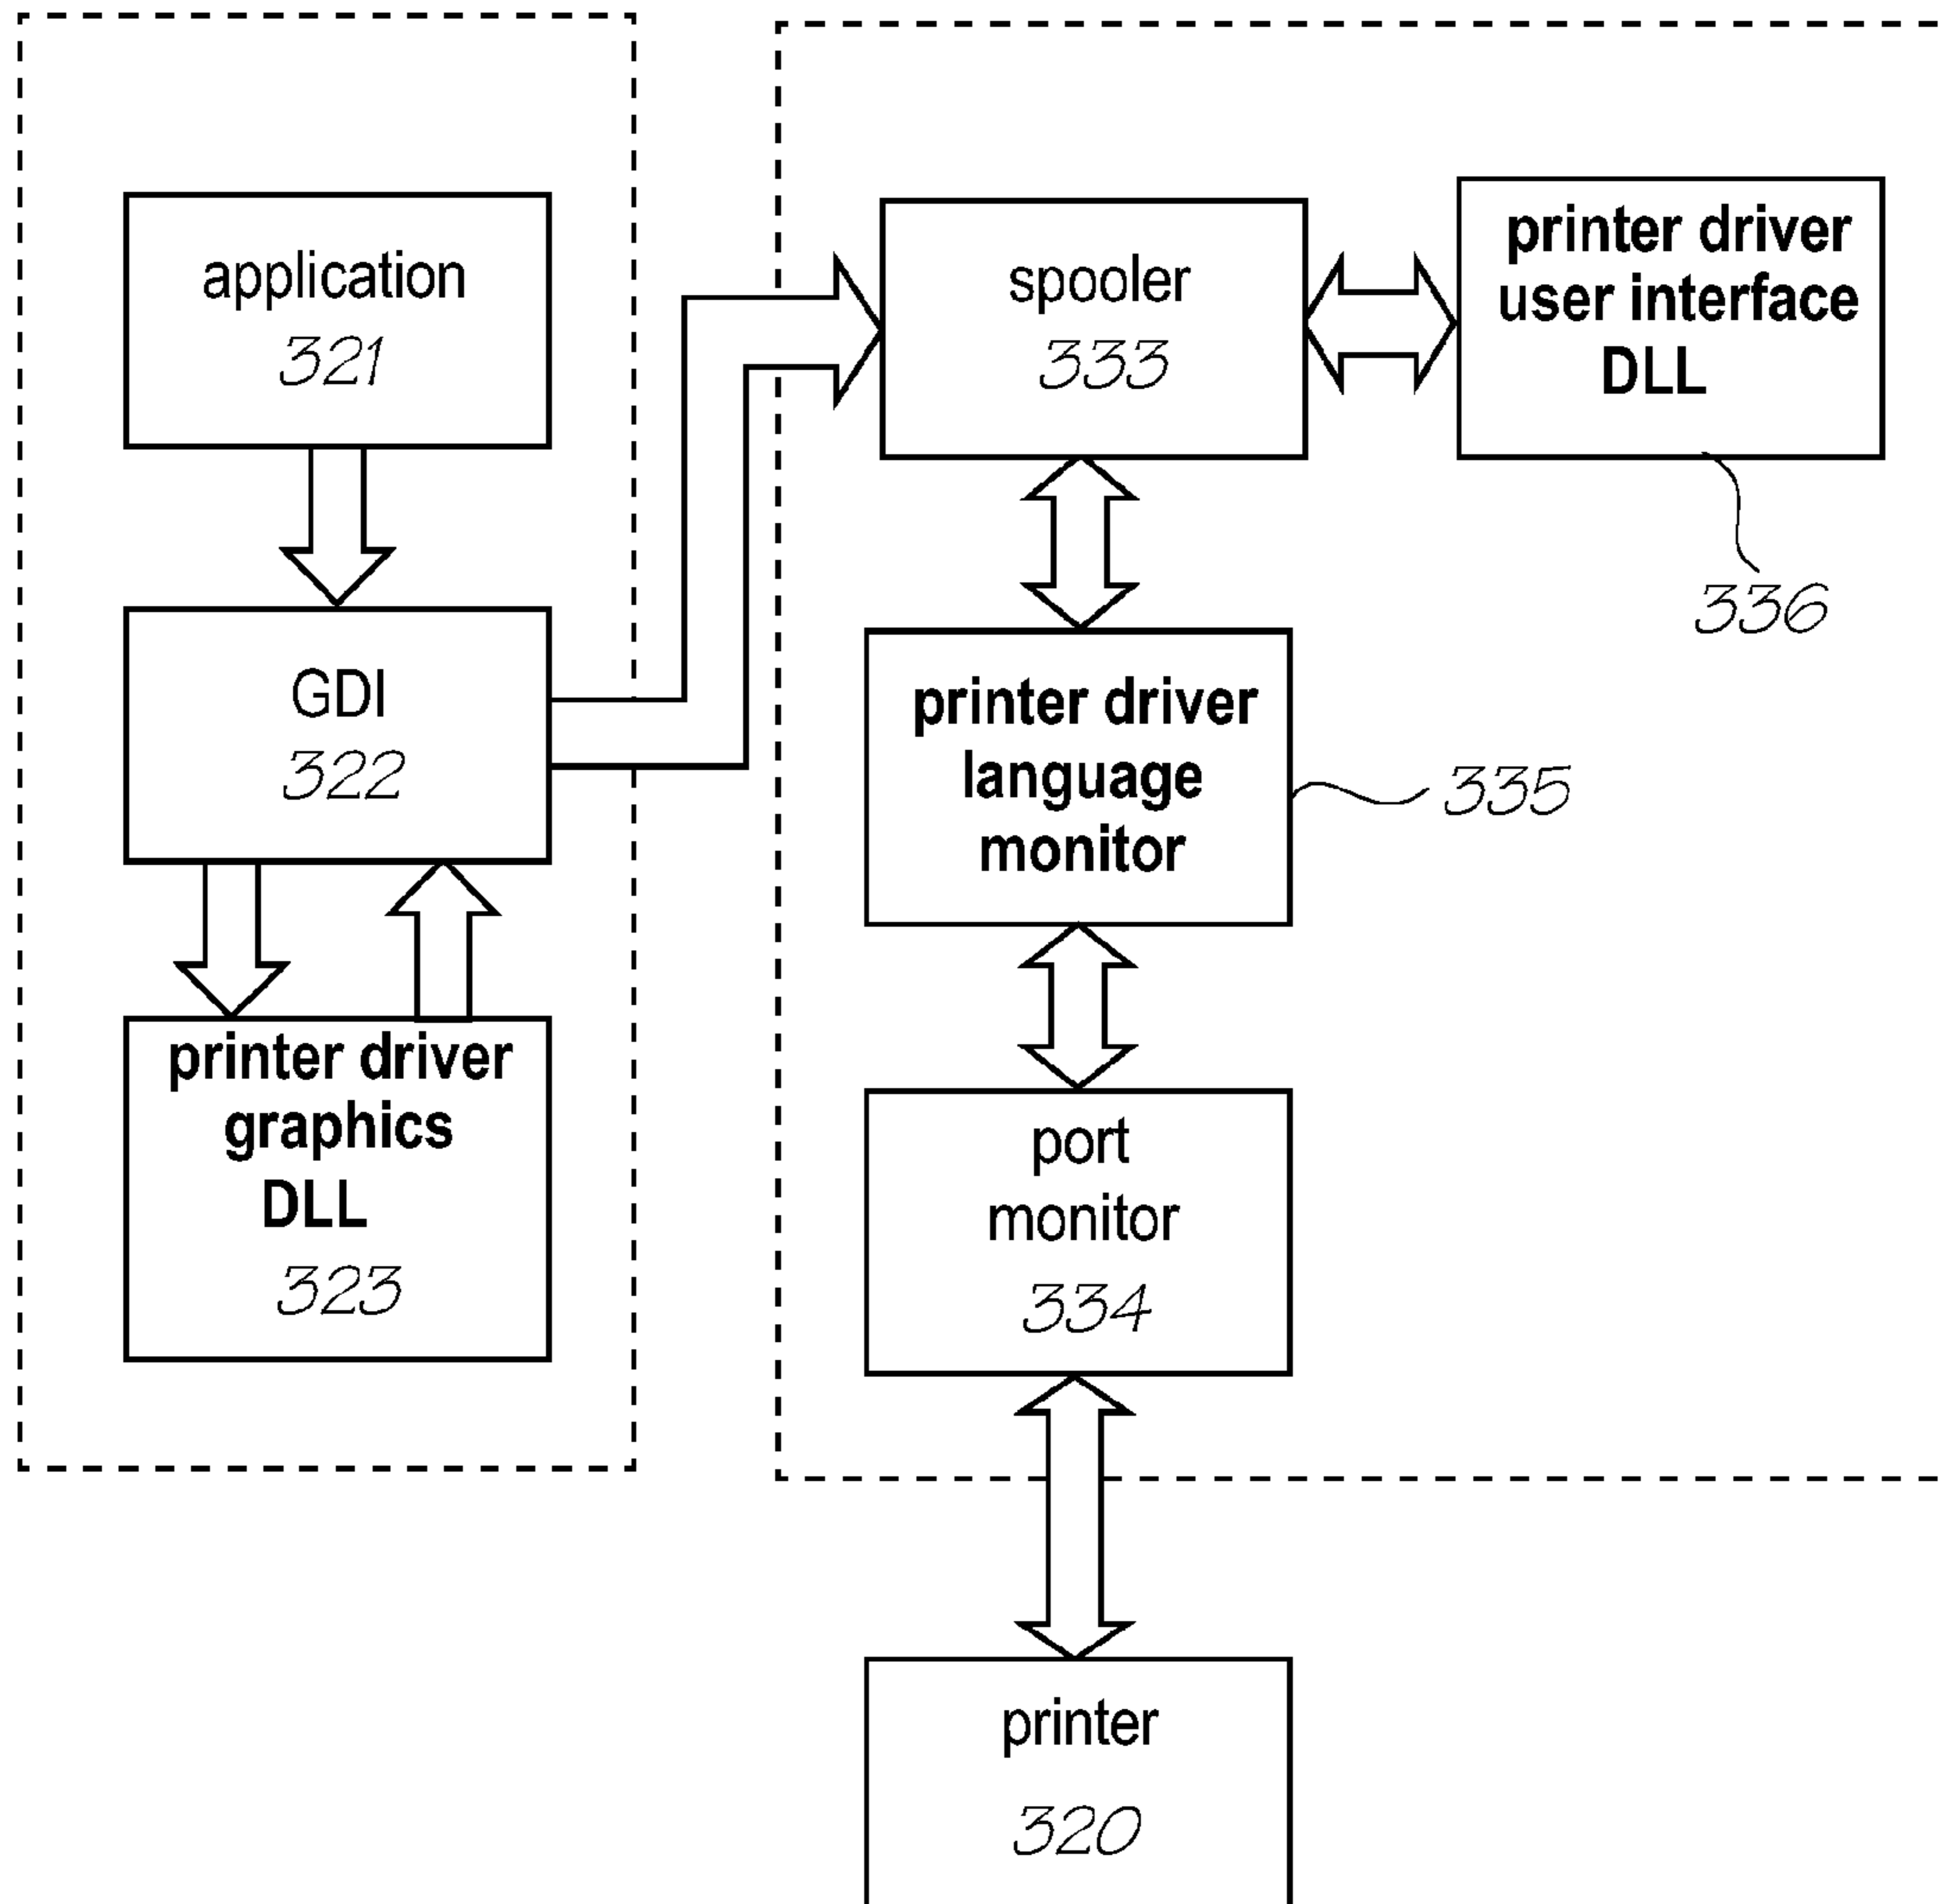 application
321
GDI
322
printer driver
graphics
DLL
323
spooler
333
printer driver
user interface
DLL
336
printer driver
language
monitor
335
port
monitor
334
printer
320